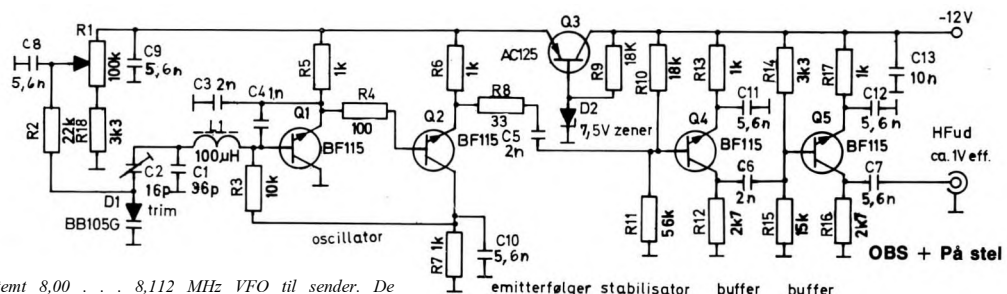 Q3
-12V
C8
R1
C9
5,6n
100k
5,6n
R5
1k
R6
1k
AC125
R9
18K
R10
18k
R13
1k
R14
3k3
R17
1k
C13
10n
C3 2n
C4 1n
Q1
R4
100
R8
33
Q2
C5
2n
D2
7,5V zener
C11
5,6n
Q4
C12
5,6n
Q5
R2
22k
R18
3k3
L1
100µH
BF115
BF115
BF115
BF115
HFud
ca. 1V eff.
C2
16p
trim
C1
96p
R3
10k
C6
2n
C7
5,6n
D1
BB105G
oscillator
R7 1k
C10
5,6n
R11
56k
R12
2k7
R15
15k
R16
2k7
OBS + På stel
emitterfølger stabilisator buffer buffer
temt 8,00 . . . 8,112 MHz VFO til sender. De